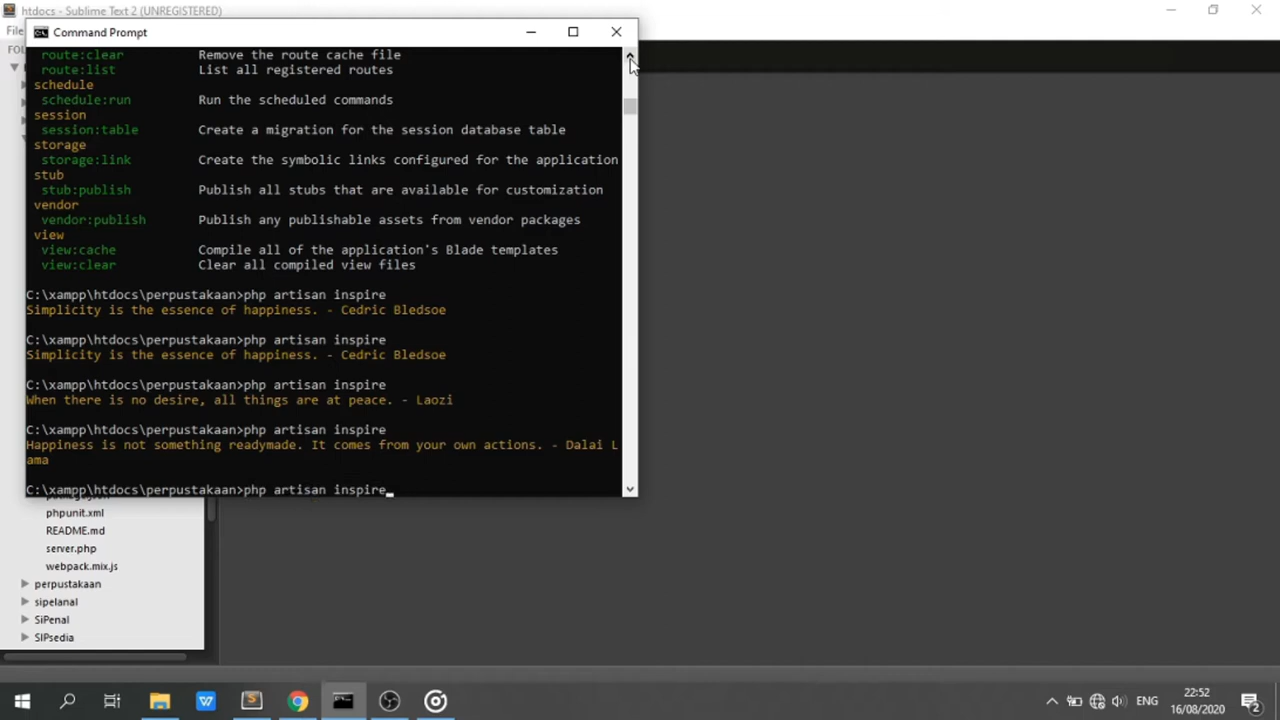 htdocs - Sublime Text 2 (UNREGISTERED)
File
Command Prompt
FOL
route:clear Remove the route cache file
route:list List all registered routes
schedule
schedule:run Run the scheduled commands
session
session:table Create a migration for the session database table
storage
storage:link Create the symbolic links configured for the application
stub
stub:publish Publish all stubs that are available for customization
vendor
vendor:publish Publish any publishable assets from vendor packages
view
view:cache Compile all of the application's Blade templates
view:clear Clear all compiled view files
C:\xampp\htdocs\perpustakaan>php artisan inspire
Simplicity is the essence of happiness. - Cedric Bledsoe
C:\xampp\htdocs\perpustakaan>php artisan inspire
Simplicity is the essence of happiness. - Cedric Bledsoe
C:\xampp\htdocs\perpustakaan>php artisan inspire
When there is no desire, all things are at peace. - Laozi
C:\xampp\htdocs\perpustakaan>php artisan inspire
Happiness is not something readymade. It comes from your own actions. - Dalai L
ama
C:\xampp\htdocs\perpustakaan>php artisan inspire
phpunit.xml
README.md
server.php
webpack.mix.js
perpustakaan
sipelanal
SiPenal
SIPsedia
ENG
22:52
16/08/2020
2